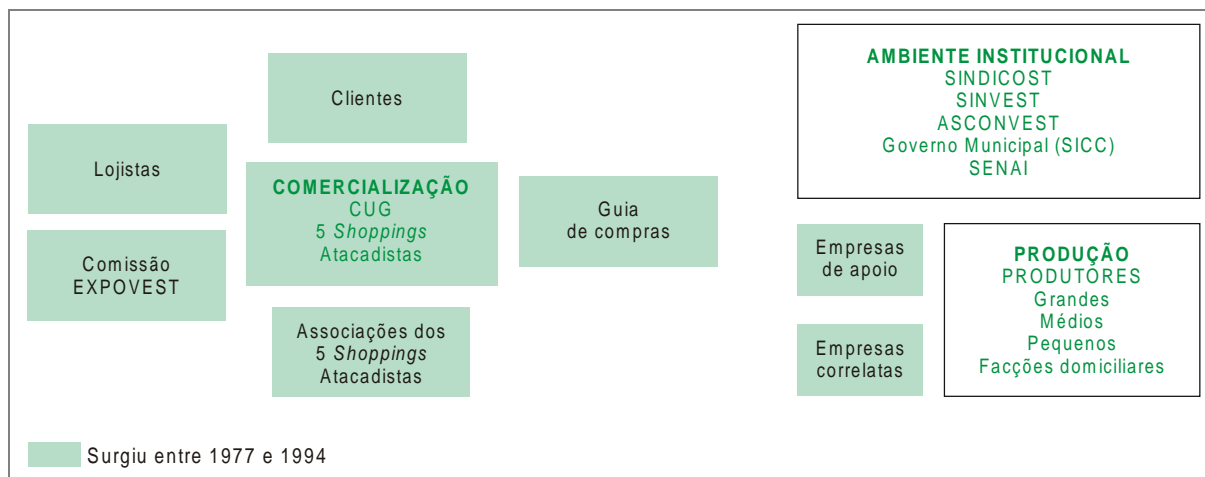 Clientes
Lojistas
COMERCIALIZAÇÃO
CUG
5 Shoppings
Atacadistas
Guia
de compras
Comissão
EXPOVEST
Associações dos
5 Shoppings
Atacadistas
AMBIENTE INSTITUCIONAL
SINDICOST
SINVEST
ASCONVEST
Governo Municipal (SICC)
SENAI
Empresas
de apoio
Empresas
correlatas
PRODUÇÃO
PRODUTORES
Grandes
Médios
Pequenos
Facções domiciliares
Surgiu entre 1977 e 1994